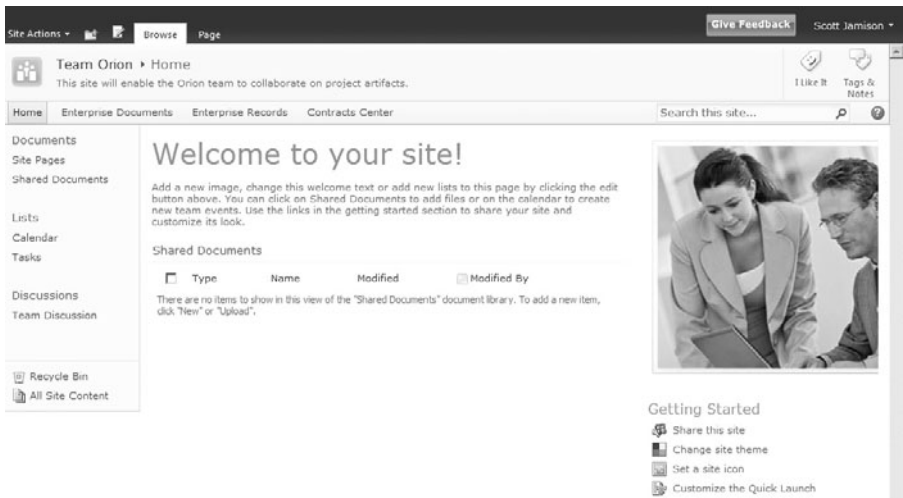 Site Actions
Browse
Page
Give Feedback
Scott Jamison
Team Orion ▸ Home
This site will enable the Orion team to collaborate on project artifacts.
I Like It
Tags &
Notes
Home
Enterprise Documents
Enterprise Records
Contracts Center
Search this site...
Documents
Site Pages
Shared Documents
Lists
Calendar
Tasks
Discussions
Team Discussion
Recycle Bin
All Site Content
Welcome to your site!
Add a new image, change this welcome text or add new lists to this page by clicking the edit
button above. You can click on Shared Documents to add files or on the calendar to create
new team events. Use the links in the getting started section to share your site and
customize its look.
Shared Documents
Type
Name
Modified
Modified By
There are no items to show in this view of the "Shared Documents" document library. To add a new item,
click "New" or "Upload".
Getting Started
Share this site
Change site theme
Set a site icon
Customize the Quick Launch